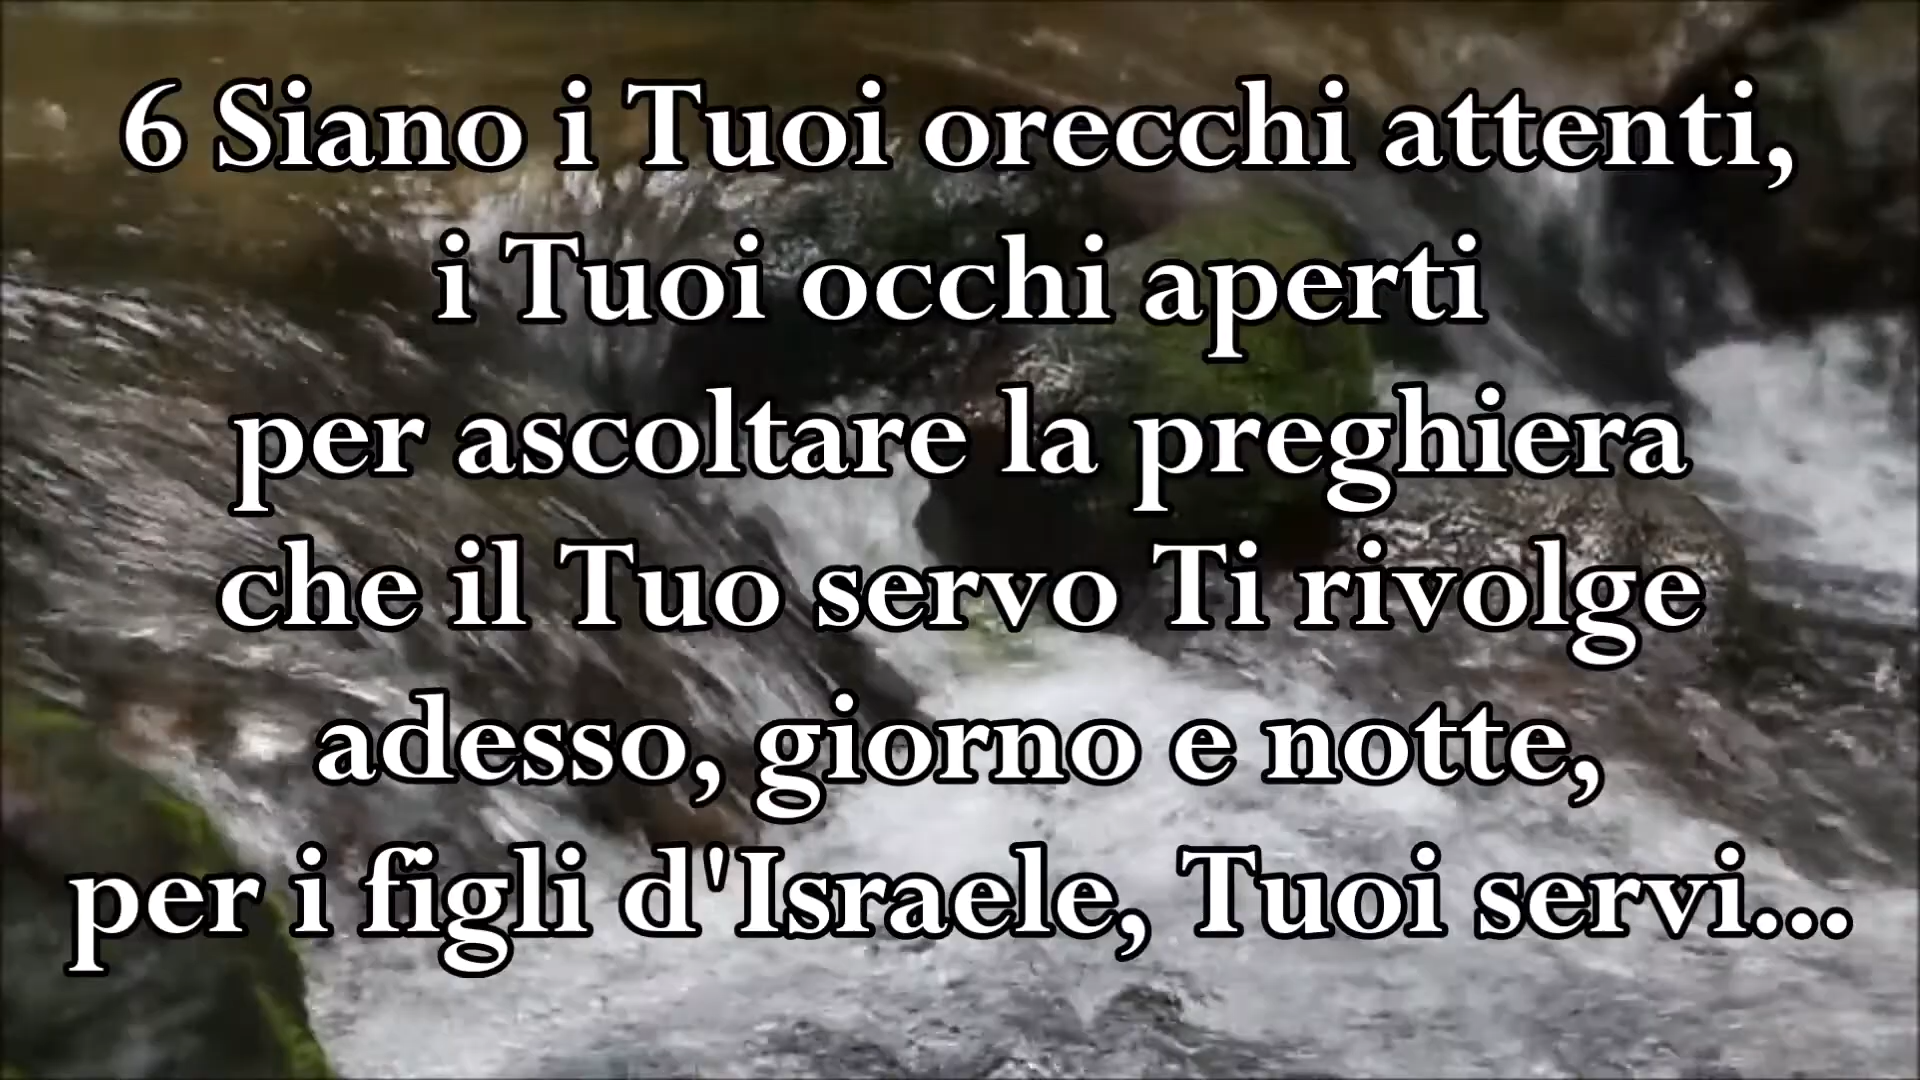 6 Siano i Tuoi orecchi attenti,
i Tuoi occhi aperti
per ascoltare la preghiera
che il Tuo servo Ti rivolge
adesso, giorno e notte,
per i figli d'Israele, Tuoi servi...